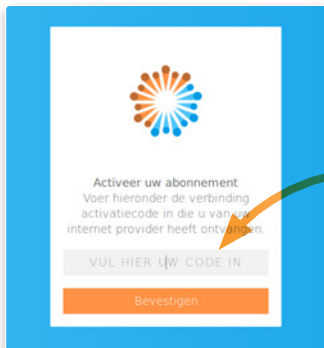 Activeer uw abonnement
Voer hieronder de verbinding
activatiecode in die u van uw
internet provider heeft ontvangen.
VUL HIER UW CODE IN
Bevestigen